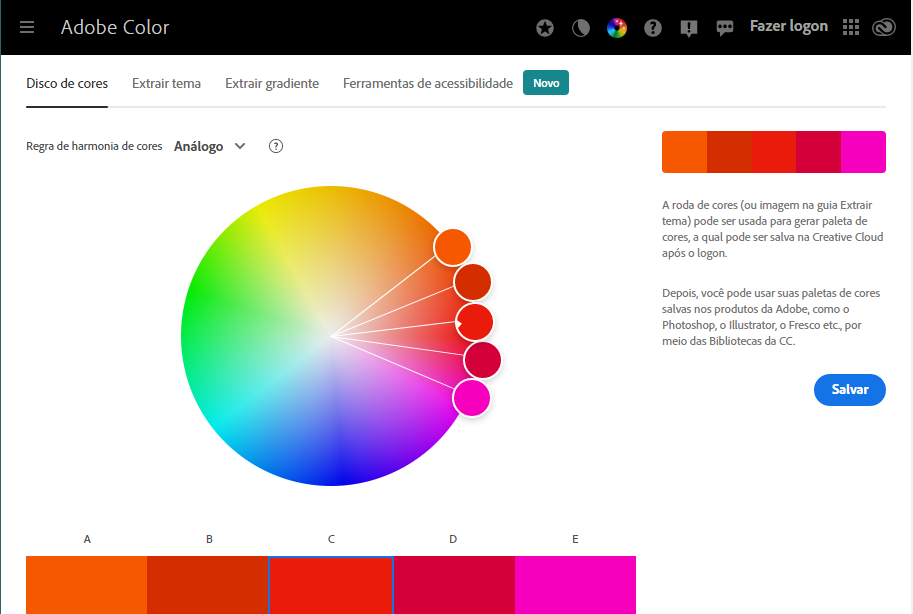 Adobe Color
Fazer logon
Disco de cores Extrair tema Extrair gradiente Ferramentas de acessibilidade Novo
Regra de harmonia de cores Análogo ?
A roda de cores (ou imagem na guia Extrair
tema) pode ser usada para gerar paleta de
cores, a qual pode ser salva na Creative Cloud
após o logon.
Depois, você pode usar suas paletas de cores
salvas nos produtos da Adobe, como o
Photoshop, o Illustrator, o Fresco etc., por
meio das Bibliotecas da CC.
Salvar
A B C D E